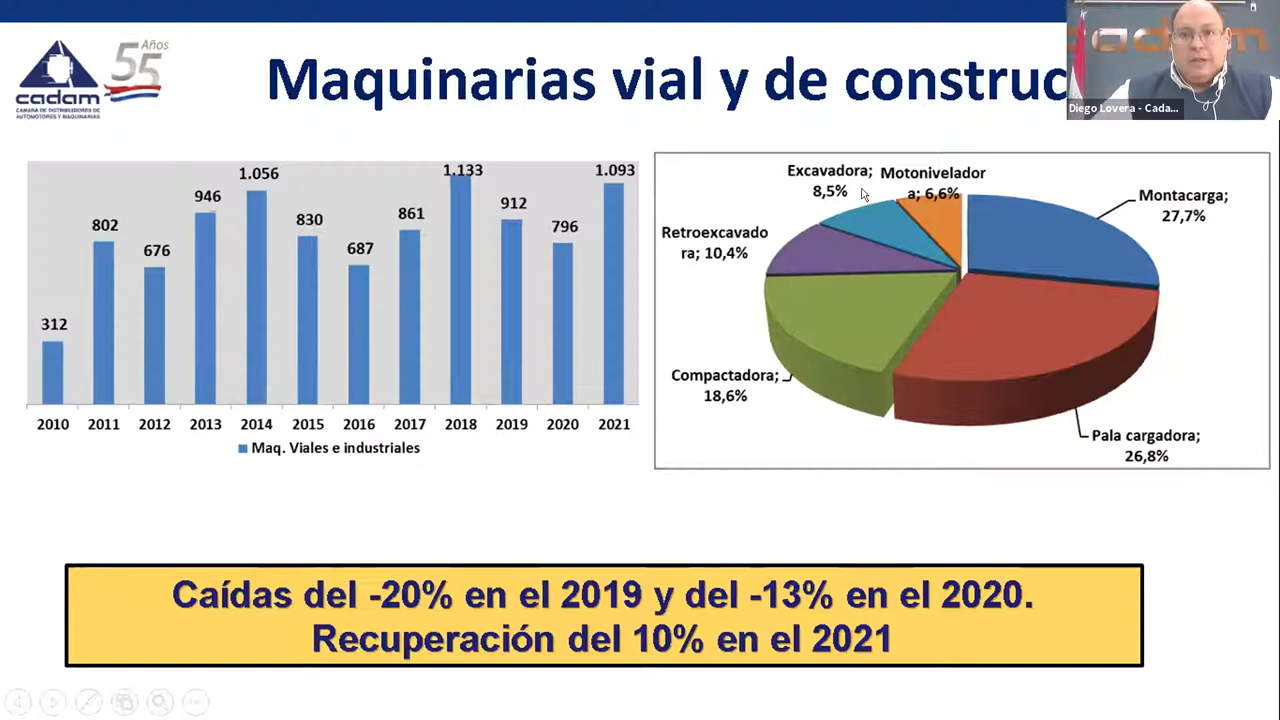 55 Años
cadam
CÁMARA DE DISTRIBUIDORES DE
AUTOMOTORES Y MAQUINARIAS
Maquinarias vial y de construc
cadam
Diego Lovera - Cada...
312
802
676
946
1.056
830
687
861
1.133
912
796
1.093
2010 2011 2012 2013 2014 2015 2016 2017 2018 2019 2020 2021
Maq. Viales e industriales
Excavadora;
8,5%
Motonivelador
a; 6,6%
Montacarga;
27,7%
Retroexcavado
ra; 10,4%
Compactadora;
18,6%
Pala cargadora;
26,8%
Caídas del -20% en el 2019 y del -13% en el 2020.
Recuperación del 10% en el 2021